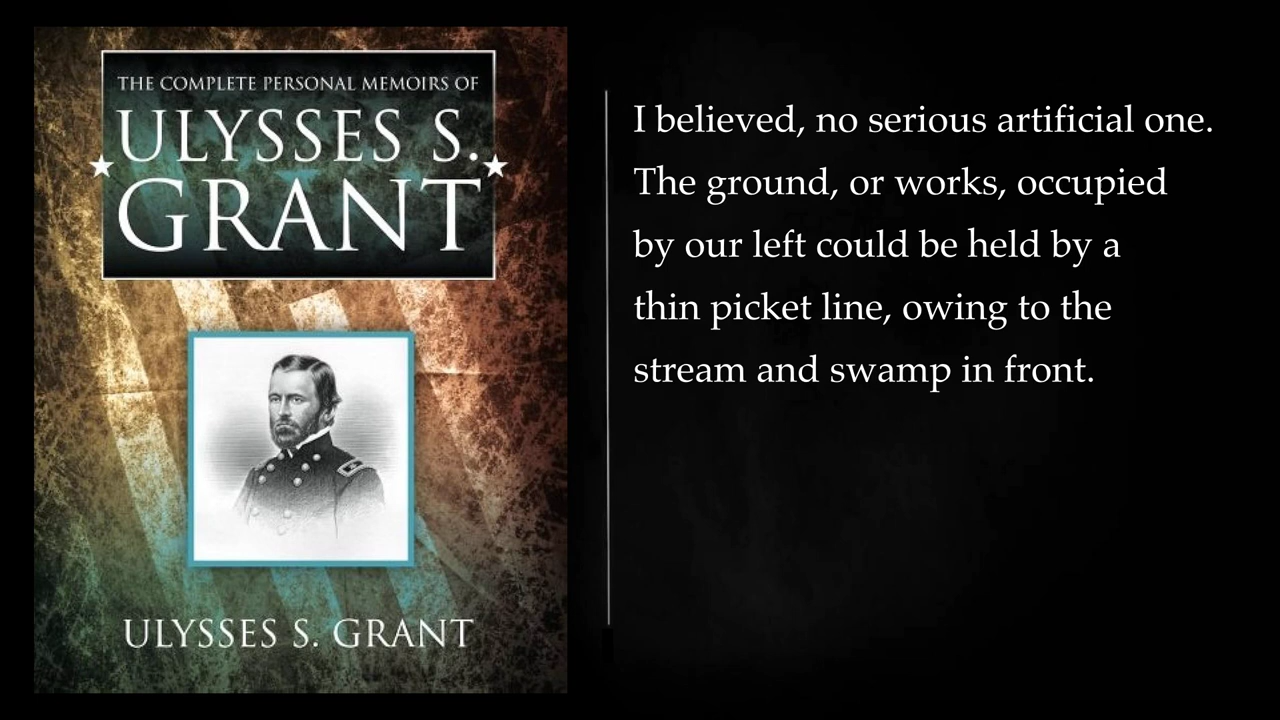 THE COMPLETE PERSONAL MEMOIRS OF
ULYSSES S.
GRANT
ULYSSES S. GRANT
I believed, no serious artificial one.
The ground, or works, occupied
by our left could be held by a
thin picket line, owing to the
stream and swamp in front.